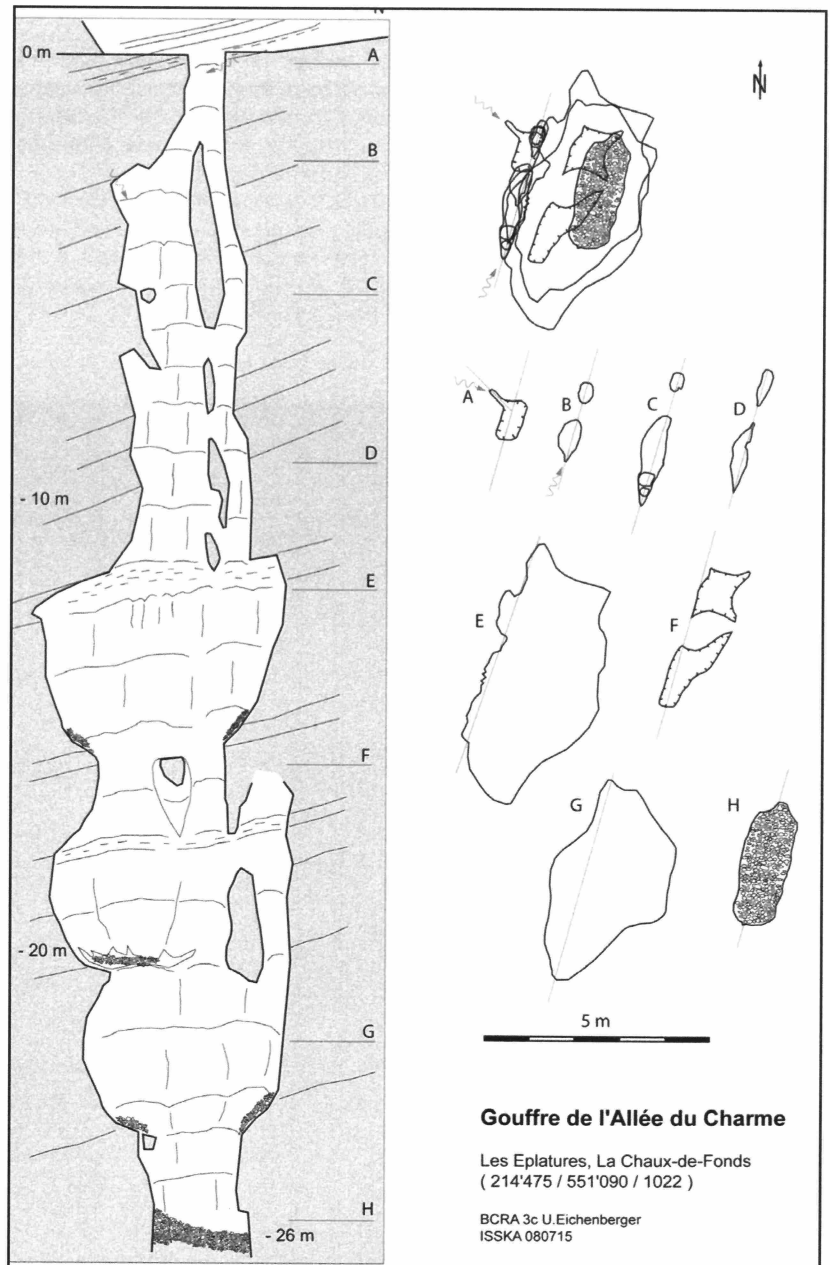 0 m
A
B
C
D
- 10 m
E
F
- 20 m
G
H
- 26 m
N
A
B
C
D
E
F
G
H
5 m
Gouffre de l'Allée du Charme
Les Eplatures, La Chaux-de-Fonds
( 214'475 / 551'090 / 1022 )
BCRA 3c U.Eichenberger
ISSKA 080715